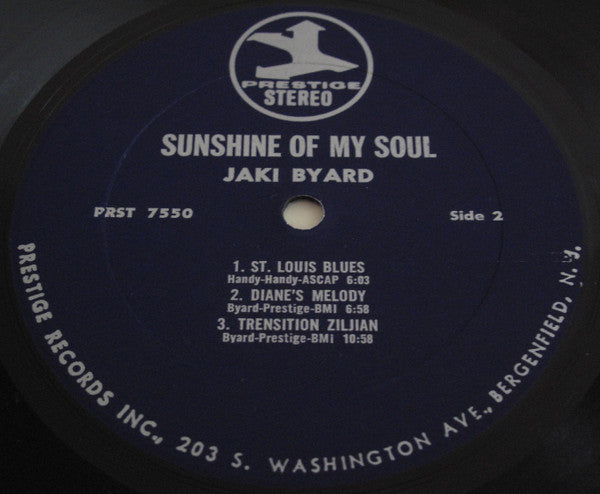 PRESTIGE
STEREO
SUNSHINE OF MY SOUL
JAKI BYARD
PRST 7550
Side 2
1. ST. LOUIS BLUES
Handy-Handy-ASCAP 6:03
2. DIANE'S MELODY
Byard-Prestige-BMI 6:58
3. TRENSITION ZILJIAN
Byard-Prestige-BMI 10:58
PRESTIGE RECORDS INC., 203 S. WASHINGTON AVE., BERGENFIELD, N. J.